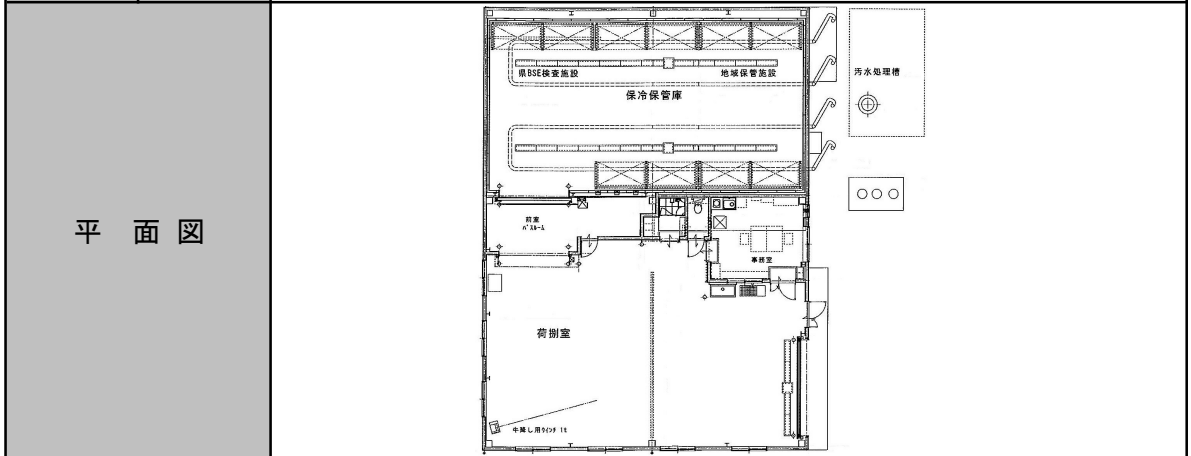 平面図
県BSE検査施設
地域保管施設
保冷保管庫
汚水処理槽
前室
ﾊﾟｽﾙｰﾑ
事務室
荷捌室
牛降し用ｳｲﾝﾁ 1t